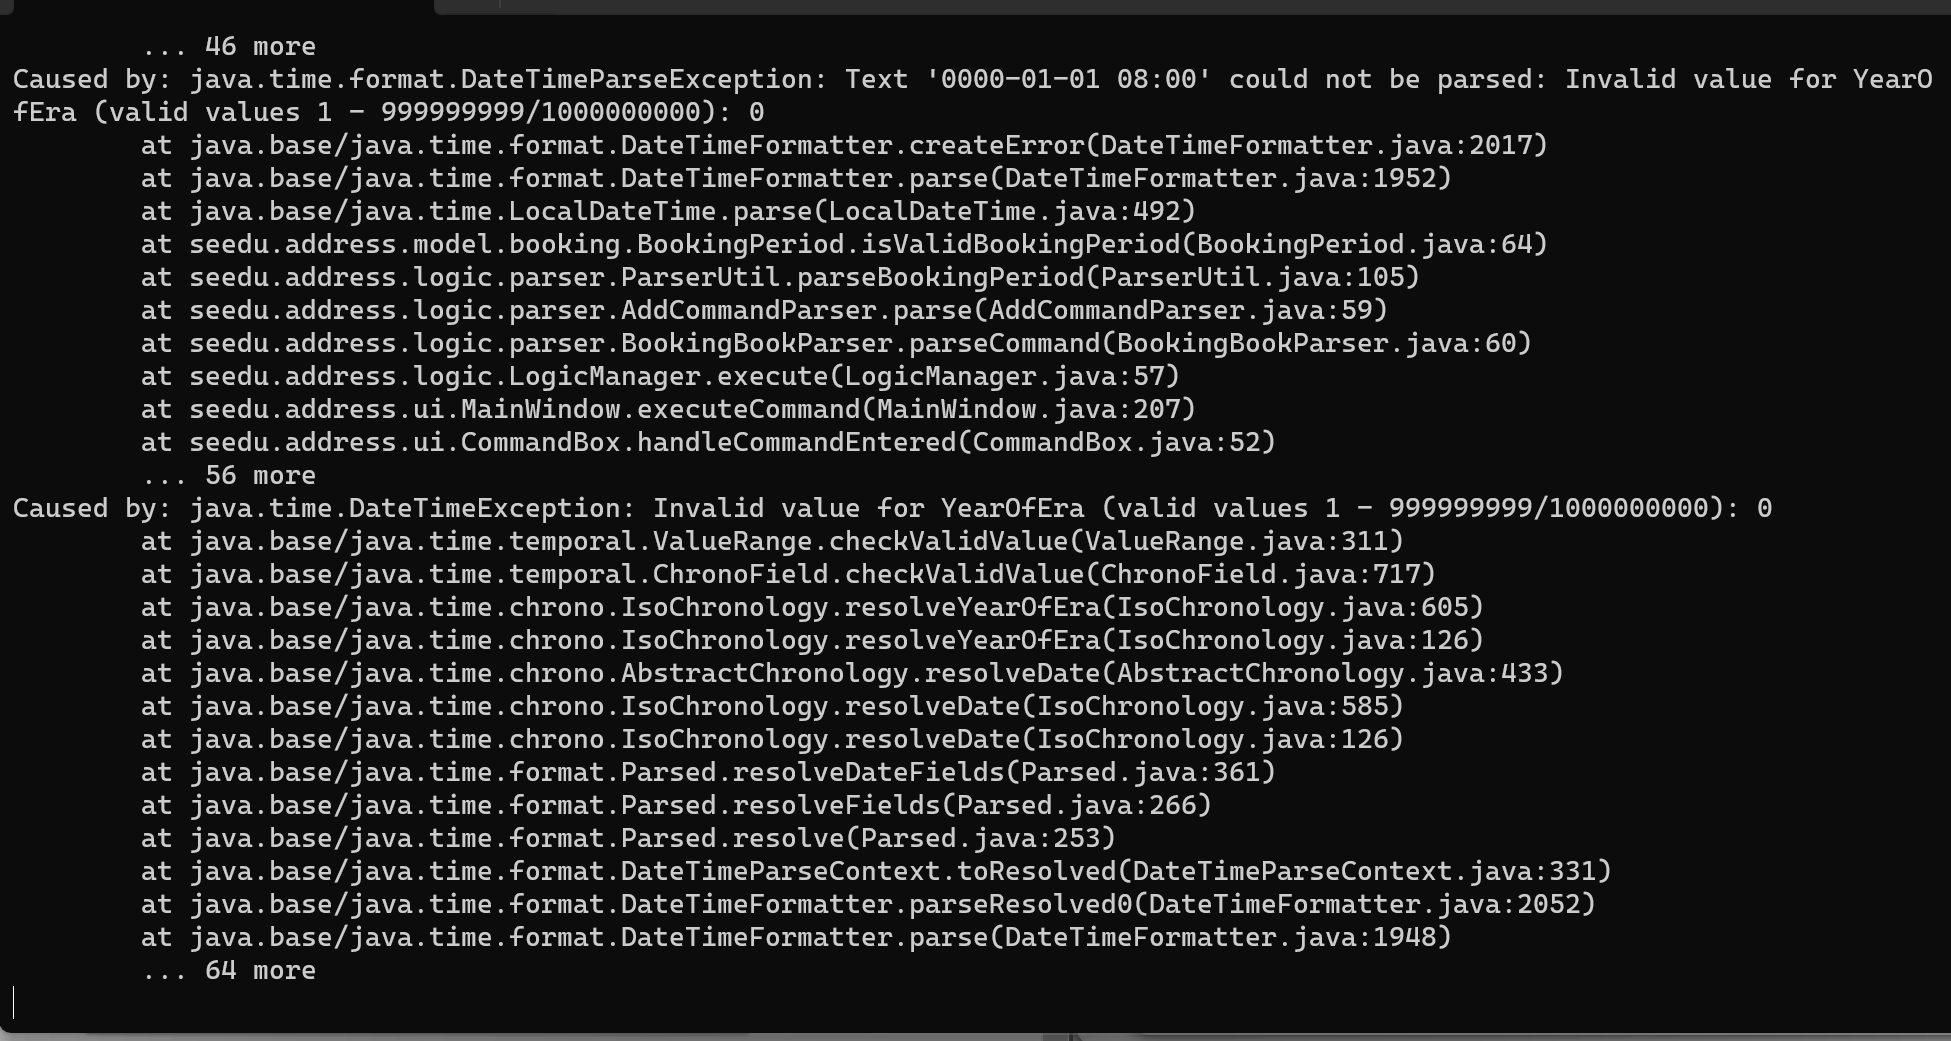 ... 46 more
Caused by: java.time.format.DateTimeParseException: Text '0000-01-01 08:00' could not be parsed: Invalid value for YearO
fEra (valid values 1 - 999999999/1000000000): 0
at java.base/java.time.format.DateTimeFormatter.createError(DateTimeFormatter.java:2017)
at java.base/java.time.format.DateTimeFormatter.parse(DateTimeFormatter.java:1952)
at java.base/java.time.LocalDateTime.parse(LocalDateTime.java:492)
at seedu.address.model.booking.BookingPeriod.isValidBookingPeriod(BookingPeriod.java:64)
at seedu.address.logic.parser.ParserUtil.parseBookingPeriod(ParserUtil.java:105)
at seedu.address.logic.parser.AddCommandParser.parse(AddCommandParser.java:59)
at seedu.address.logic.parser.BookingBookParser.parseCommand(BookingBookParser.java:60)
at seedu.address.logic.LogicManager.execute(LogicManager.java:57)
at seedu.address.ui.MainWindow.executeCommand(MainWindow.java:207)
at seedu.address.ui.CommandBox.handleCommandEntered(CommandBox.java:52)
... 56 more
Caused by: java.time.DateTimeException: Invalid value for YearOfEra (valid values 1 - 999999999/1000000000): 0
at java.base/java.time.temporal.ValueRange.checkValidValue(ValueRange.java:311)
at java.base/java.time.temporal.ChronoField.checkValidValue(ChronoField.java:717)
at java.base/java.time.chrono.IsoChronology.resolveYearOfEra(IsoChronology.java:605)
at java.base/java.time.chrono.IsoChronology.resolveYearOfEra(IsoChronology.java:126)
at java.base/java.time.chrono.AbstractChronology.resolveDate(AbstractChronology.java:433)
at java.base/java.time.chrono.IsoChronology.resolveDate(IsoChronology.java:585)
at java.base/java.time.chrono.IsoChronology.resolveDate(IsoChronology.java:126)
at java.base/java.time.format.Parsed.resolveDateFields(Parsed.java:361)
at java.base/java.time.format.Parsed.resolveFields(Parsed.java:266)
at java.base/java.time.format.Parsed.resolve(Parsed.java:253)
at java.base/java.time.format.DateTimeParseContext.toResolved(DateTimeParseContext.java:331)
at java.base/java.time.format.DateTimeFormatter.parseResolved0(DateTimeFormatter.java:2052)
at java.base/java.time.format.DateTimeFormatter.parse(DateTimeFormatter.java:1948)
... 64 more